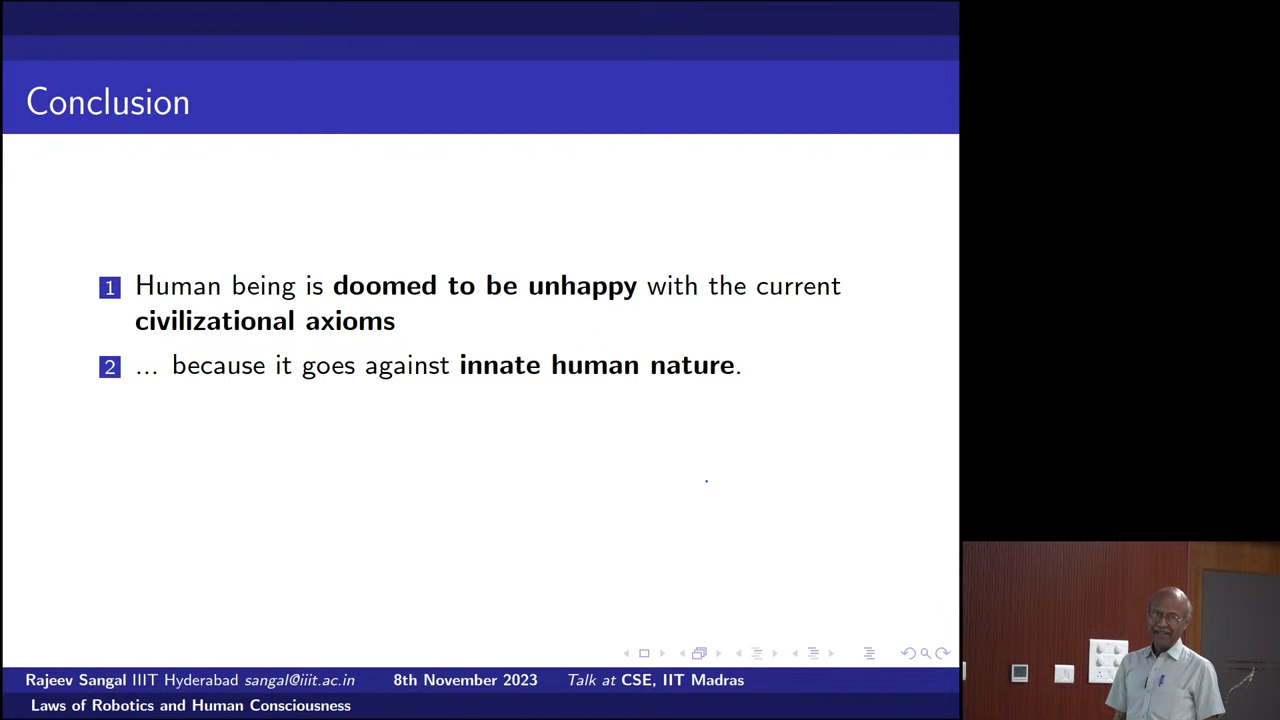 Conclusion
1 Human being is doomed to be unhappy with the current
civilizational axioms
2 ... because it goes against innate human nature.
Rajeev Sangal IIIT Hyderabad sangal@iiit.ac.in 8th November 2023 Talk at CSE, IIT Madras
Laws of Robotics and Human Consciousness